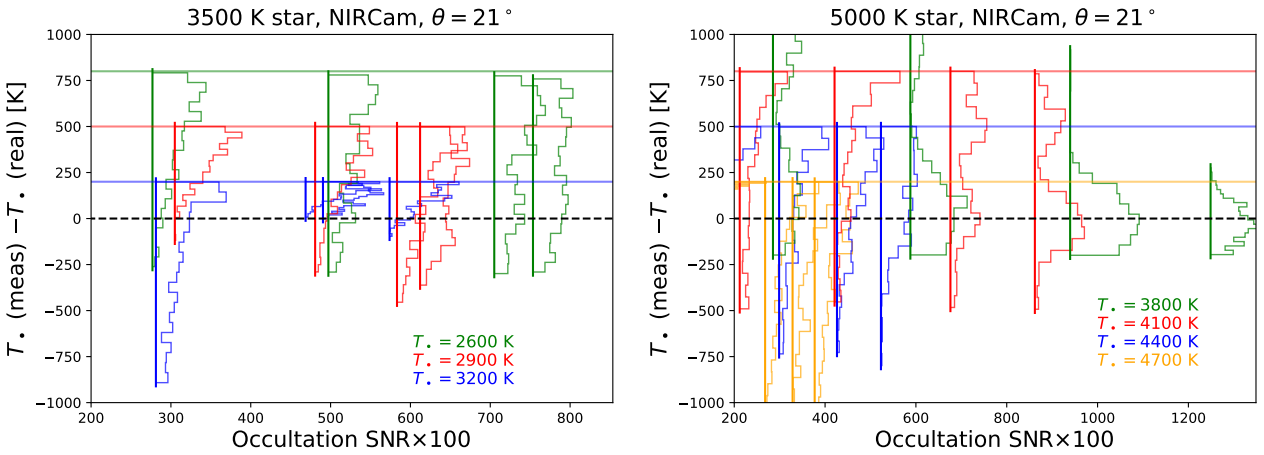 3500 K star, NIRCam, θ = 21°
T• (meas) −T• (real) [K]
1000
750
500
250
0
−250
−500
−750
−1000
T• = 2600 K
T• = 2900 K
T• = 3200 K
200 300 400 500 600 700 800
Occultation SNR×100
5000 K star, NIRCam, θ = 21°
T• (meas) −T• (real) [K]
1000
750
500
250
0
−250
−500
−750
−1000
T• = 3800 K
T• = 4100 K
T• = 4400 K
T• = 4700 K
200 400 600 800 1000 1200
Occultation SNR×100